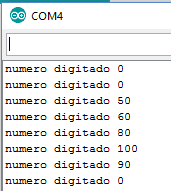 COM4
numero digitado 0
numero digitado 0
numero digitado 50
numero digitado 60
numero digitado 80
numero digitado 100
numero digitado 90
numero digitado 0